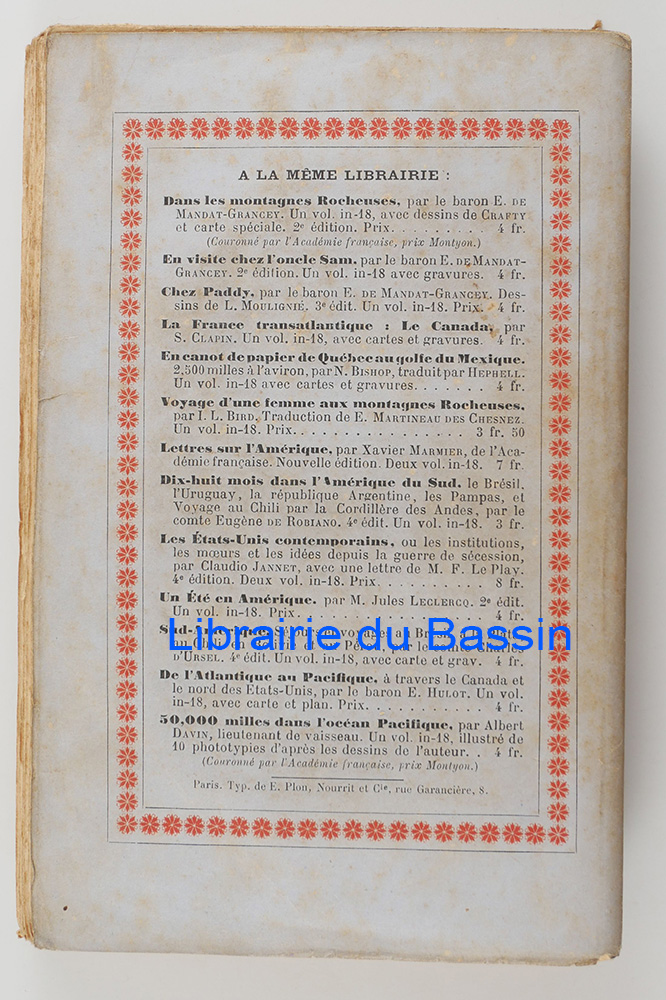 A LA MÊME LIBRAIRIE :
Dans les montagnes Rocheuses, par le baron E. DE
MANDAT-GRANCEY. Un vol. in-18, avec dessins de CRAFTY
et carte spéciale. 2e édition. Prix. . . . . . . . 4 fr.
(Couronné par l'Académie française, prix Montyon.)
En visite chez l'oncle Sam, par le baron E. DE MANDAT-
GRANCEY. 2e édition. Un vol. in-18 avec gravures. 4 fr.
Chez Paddy, par le baron E. DE MANDAT-GRANCEY. Des-
sins de L. MOULIGNIÉ. 3e édit. Un vol. in-18. Prix. 4 fr.
La France transatlantique : Le Canada, par
S. CLAPIN. Un vol. in-18, avec cartes et gravures. 4 fr.
En canot de papier de Québec au golfe du Mexique.
2,500 milles à l'aviron, par N. BISHOP, traduit par HEPHELL.
Un vol. in-18 avec cartes et gravures. . . . . . 4 fr.
Voyage d'une femme aux montagnes Rocheuses,
par I. L. BIRD, Traduction de E. MARTINEAU DES CHESNEZ.
Un vol. in-18. Prix. . . . . . . . . . . . . . . 3 fr. 50
Lettres sur l'Amérique, par Xavier MARMIER, de l'Aca-
démie française. Nouvelle édition. Deux vol. in-18. 7 fr.
Dix-huit mois dans l'Amérique du Sud, le Brésil,
l'Uruguay, la république Argentine, les Pampas, et
Voyage au Chili par la Cordillère des Andes, par le
comte Eugène DE ROBIANO. 4e édit. Un vol. in-18. 3 fr.
Les États-Unis contemporains, ou les institutions,
les mœurs et les idées depuis la guerre de sécession,
par Claudio JANNET, avec une lettre de M. F. Le Play.
4e édition. Deux vol. in-18. Prix. . . . . . . . . 8 fr.
Un Été en Amérique, par M. Jules LECLERCQ. 2e édit.
Un vol. in-18. Prix. . . . . . . . . . . . . . . 4 fr.
Librairie du Bassin
Sud-Amérique.
D'URSEL. 4e édit. Un vol. in-18, avec carte et grav. 4 fr.
De l'Atlantique au Pacifique, à travers le Canada et
le nord des États-Unis, par le baron E. HULOT. Un vol.
in-18, avec carte et plan. Prix. . . . . . . . . . 4 fr.
50,000 milles dans l'océan Pacifique, par Albert
DAVIN, lieutenant de vaisseau. Un vol. in-18, illustré de
10 phototypies d'après les dessins de l'auteur. . 4 fr.
(Couronné par l'Académie française, prix Montyon.)
Paris. Typ. de E. Plon, Nourrit et Cie, rue Garancière, 8.